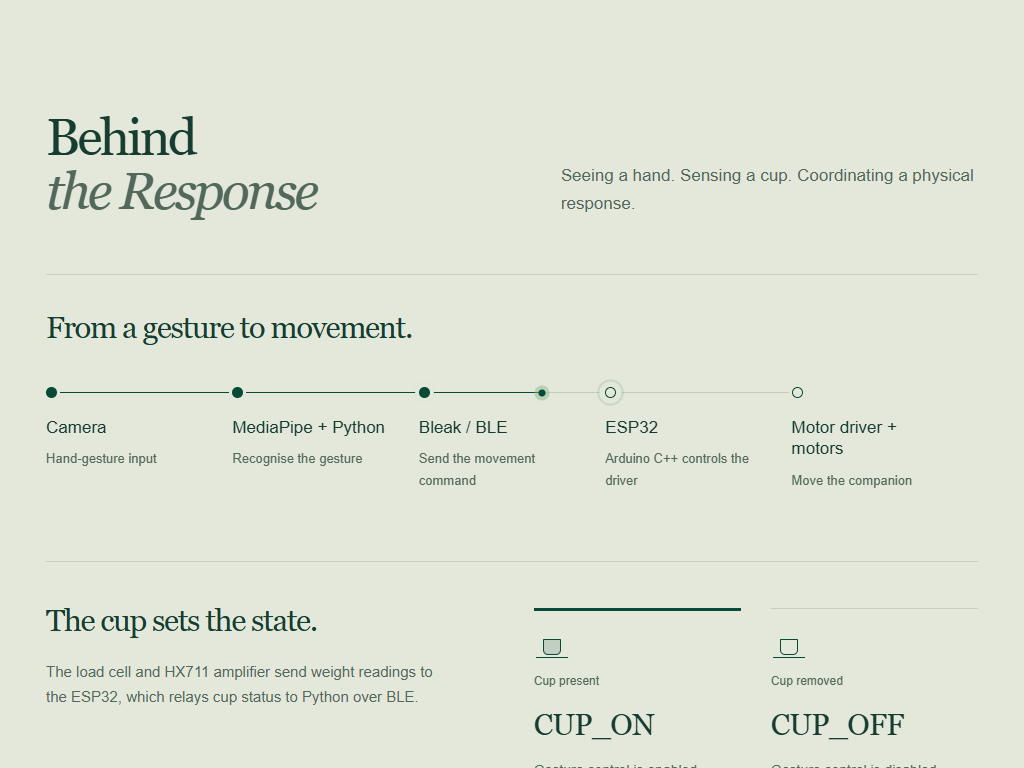 Behind
the Response
Seeing a hand. Sensing a cup. Coordinating a physical
response.
From a gesture to movement.
Camera
Hand-gesture input
MediaPipe + Python
Recognise the gesture
Bleak / BLE
Send the movement
command
ESP32
Arduino C++ controls the
driver
Motor driver +
motors
Move the companion
The cup sets the state.
The load cell and HX711 amplifier send weight readings to
the ESP32, which relays cup status to Python over BLE.
Cup present
CUP_ON
Cup removed
CUP_OFF